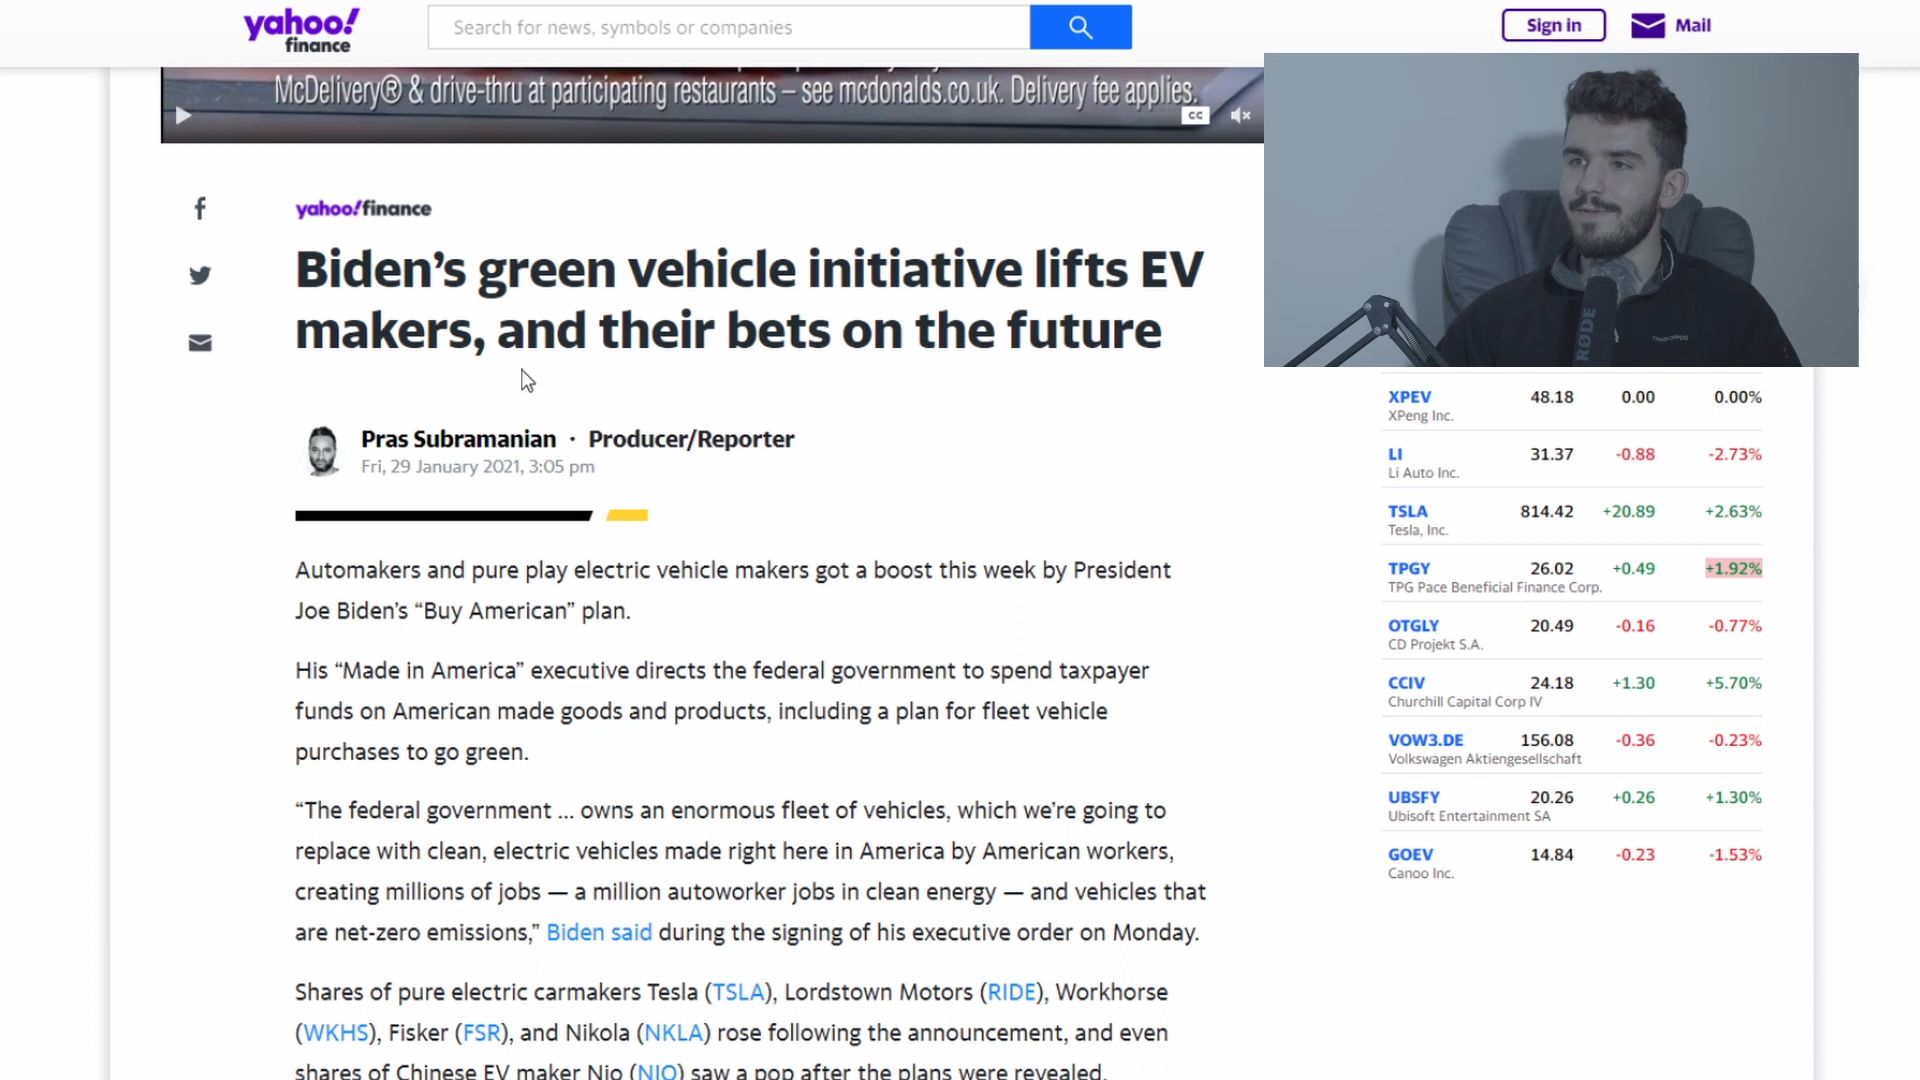 yahoo!
finance
Search for news, symbols or companies
Sign in
Mail
McDelivery® & drive-thru at participating restaurants – see mcdonalds.co.uk. Delivery fee applies.
CC
yahoo!finance
Biden’s green vehicle initiative lifts EV
makers, and their bets on the future
Pras Subramanian · Producer/Reporter
Fri, 29 January 2021, 3:05 pm
Automakers and pure play electric vehicle makers got a boost this week by President
Joe Biden’s “Buy American” plan.
His “Made in America” executive directs the federal government to spend taxpayer
funds on American made goods and products, including a plan for fleet vehicle
purchases to go green.
“The federal government ... owns an enormous fleet of vehicles, which we’re going to
replace with clean, electric vehicles made right here in America by American workers,
creating millions of jobs — a million autoworker jobs in clean energy — and vehicles that
are net-zero emissions,” Biden said during the signing of his executive order on Monday.
Shares of pure electric carmakers Tesla (TSLA), Lordstown Motors (RIDE), Workhorse
(WKHS), Fisker (FSR), and Nikola (NKLA) rose following the announcement, and even
shares of Chinese EV maker Nio (NIO) saw a pop after the plans were revealed.
RØDE
XPEV 48.18 0.00 0.00%
XPeng Inc.
LI 31.37 -0.88 -2.73%
Li Auto Inc.
TSLA 814.42 +20.89 +2.63%
Tesla, Inc.
TPGY 26.02 +0.49 +1.92%
TPG Pace Beneficial Finance Corp.
OTGLY 20.49 -0.16 -0.77%
CD Projekt S.A.
CCIV 24.18 +1.30 +5.70%
Churchill Capital Corp IV
VOW3.DE 156.08 -0.36 -0.23%
Volkswagen Aktiengesellschaft
UBSFY 20.26 +0.26 +1.30%
Ubisoft Entertainment SA
GOEV 14.84 -0.23 -1.53%
Canoo Inc.